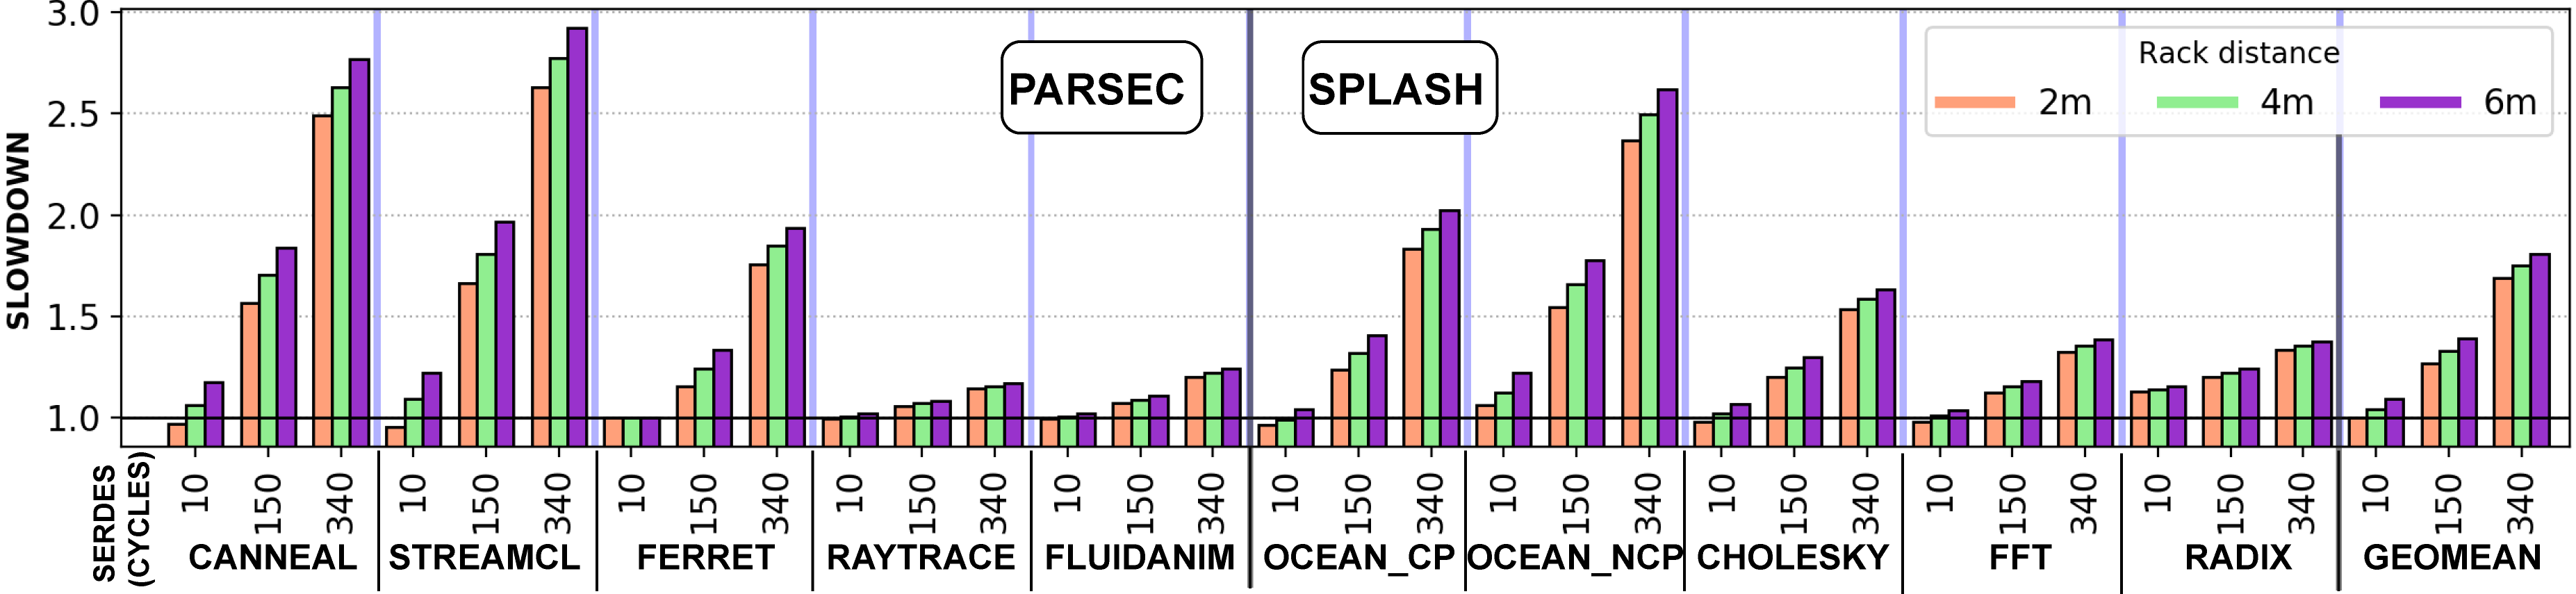 SLOWDOWN
3.0
2.5
2.0
1.5
1.0
PARSEC
SPLASH
Rack distance
2m 4m 6m
SERDES
(CYCLES)
10 150 340 10 150 340 10 150 340 10 150 340 10 150 340 10 150 340 10 150 340 10 150 340 10 150 340 10 150 340 10 150 340
CANNEAL STREAMCL FERRET RAYTRACE FLUIDANIM OCEAN_CP OCEAN_NCP CHOLESKY FFT RADIX GEOMEAN